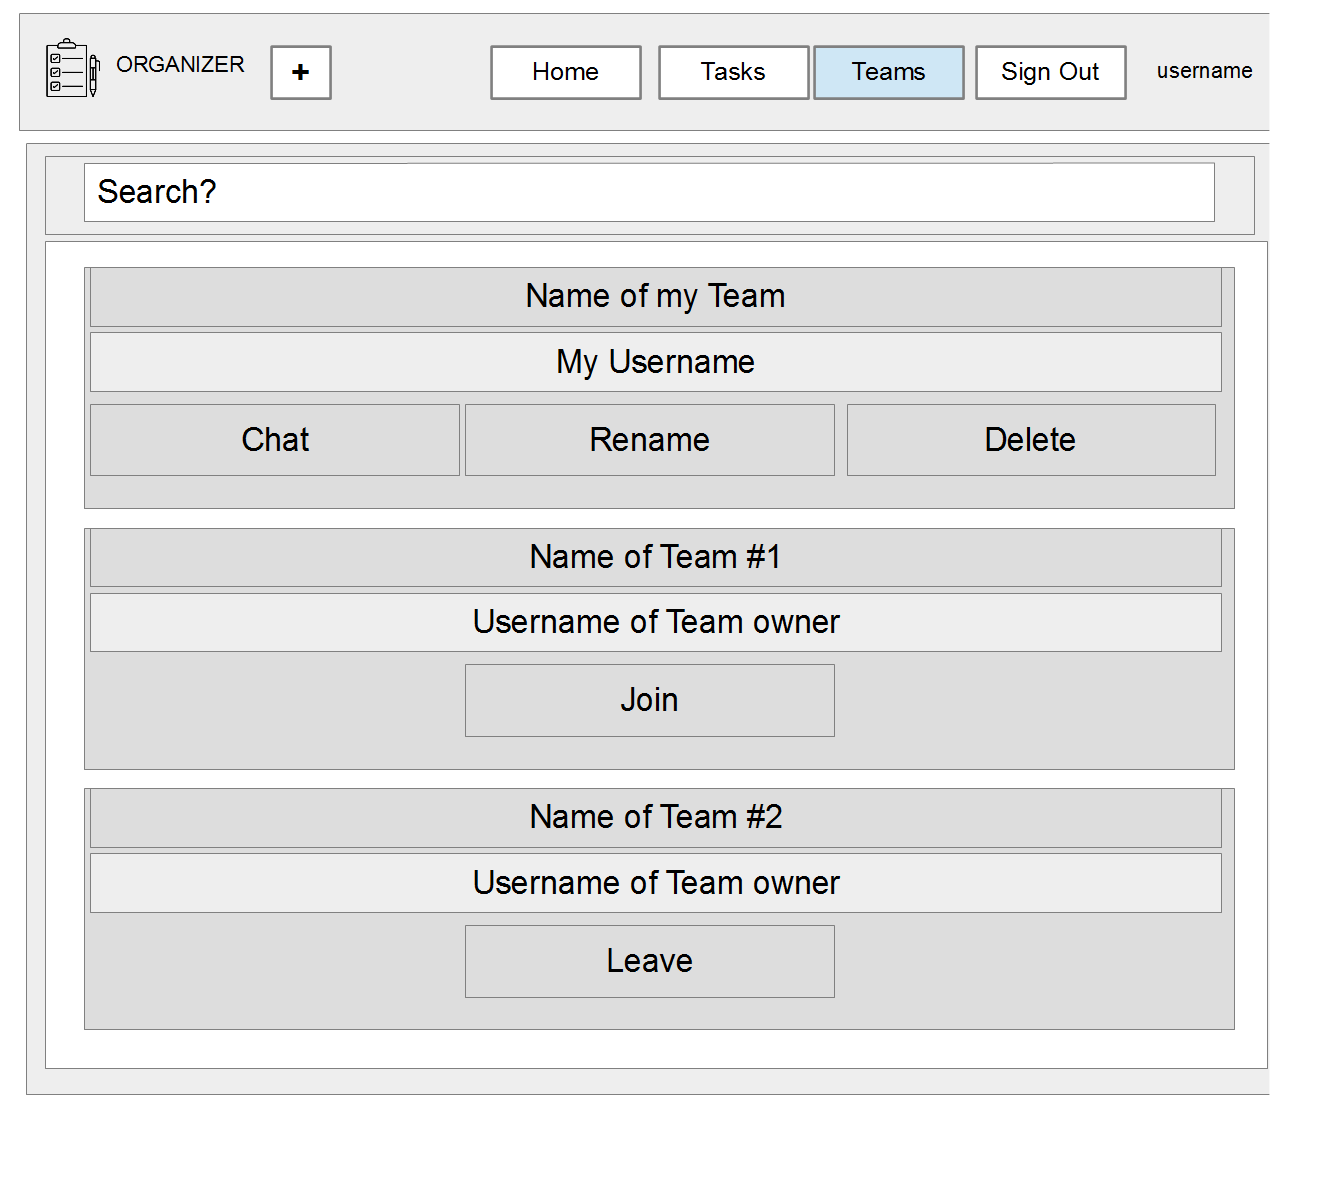 ORGANIZER
+
Home
Tasks
Teams
Sign Out
username
Search?
Name of my Team
My Username
Chat
Rename
Delete
Name of Team #1
Username of Team owner
Join
Name of Team #2
Username of Team owner
Leave